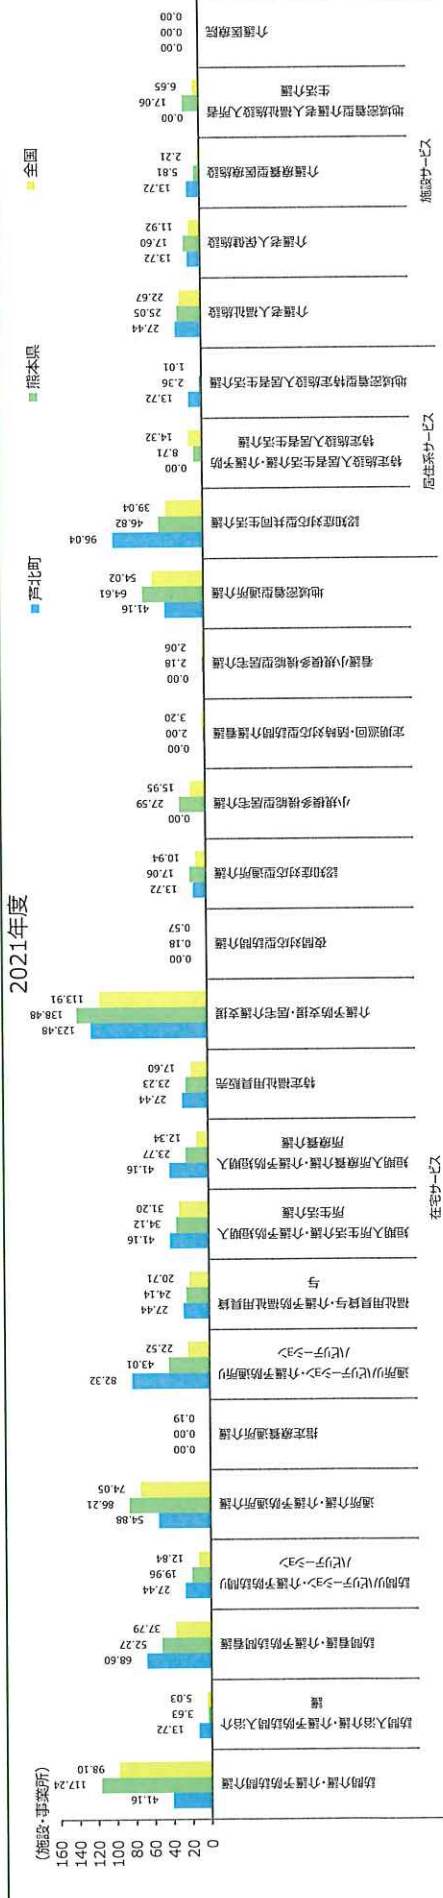 2021年度
(施設・事業所)
芦北町
熊本県
全国
160
140
120
100
80
60
40
20
0
41.16
117.24
98.10
訪問介護・介護予防訪問介護
13.72
3.63
5.03
訪問入浴介護・介護予防訪問入浴介
護
68.60
52.27
37.79
訪問看護・介護予防訪問看護
27.44
19.96
12.84
訪問リハビリテーション・介護予防訪問リ
ハビリテーション
54.88
86.21
74.05
通所介護・介護予防通所介護
0.00
0.00
0.19
指定療養通所介護
82.32
43.01
22.52
通所リハビリテーション・介護予防通所リ
ハビリテーション
27.44
24.14
20.71
福祉用具貸与・介護予防福祉用具貸
与
41.16
34.12
31.20
短期入所生活介護・介護予防短期入
所生活介護
41.16
23.77
12.34
短期入所療養介護・介護予防短期入
所療養介護
27.44
23.23
17.60
特定福祉用具販売
123.48
138.48
113.91
介護予防支援・居宅介護支援
0.00
0.18
0.57
夜間対応型訪問介護
13.72
17.06
10.94
認知症対応型通所介護
0.00
27.59
15.95
小規模多機能型居宅介護
0.00
2.00
3.20
定期巡回・随時対応型訪問介護看護
0.00
2.18
2.06
看護小規模多機能型居宅介護
41.16
64.61
54.02
地域密着型通所介護
96.04
46.82
39.04
認知症対応型共同生活介護
0.00
8.71
14.32
特定施設入居者生活介護・介護予防
特定施設入居者生活介護
13.72
2.36
1.01
地域密着型特定施設入居者生活介護
27.44
25.05
22.67
介護老人福祉施設
13.72
17.60
11.92
介護老人保健施設
13.72
5.81
2.21
介護療養型医療施設
0.00
17.06
6.65
地域密着型介護老人福祉施設入所者
生活介護
0.00
0.00
0.00
介護医療院
在宅サービス
居住系サービス
施設サービス